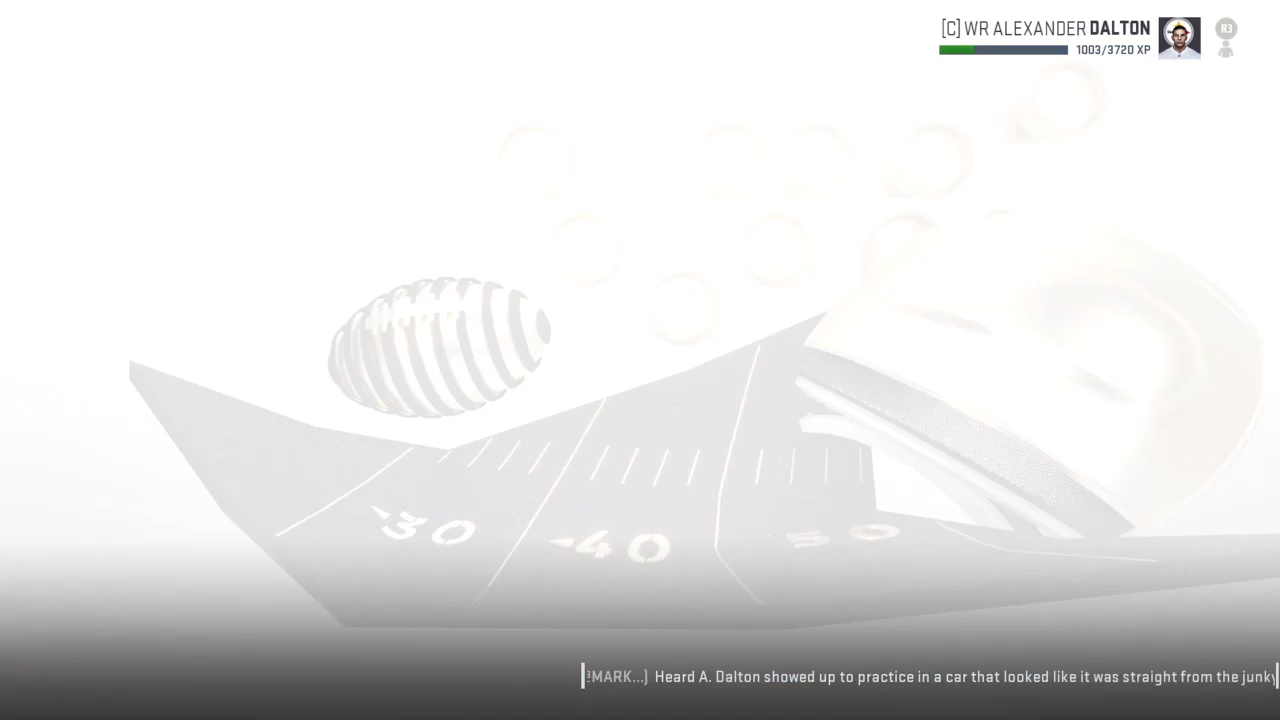 [C] WR ALEXANDER DALTON
R3
1003/3720 XP
30 40 50
!MARK...) Heard A. Dalton showed up to practice in a car that looked like it was straight from the junky